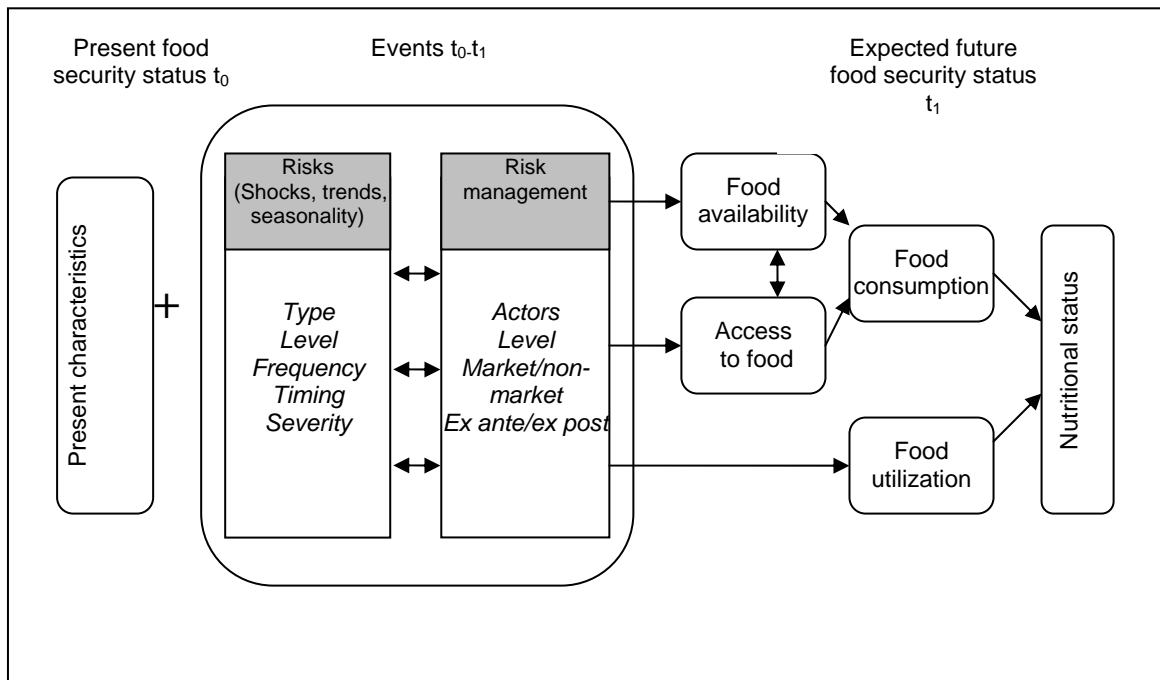 Present food
security status t₀
Events t₀-t₁
Expected future
food security status
t₁
Present characteristics
+
Risks
(Shocks, trends,
seasonality)
Type
Level
Frequency
Timing
Severity
Risk
management
Actors
Level
Market/non-
market
Ex ante/ex post
Food
availability
Access
to food
Food
consumption
Food
utilization
Nutritional status